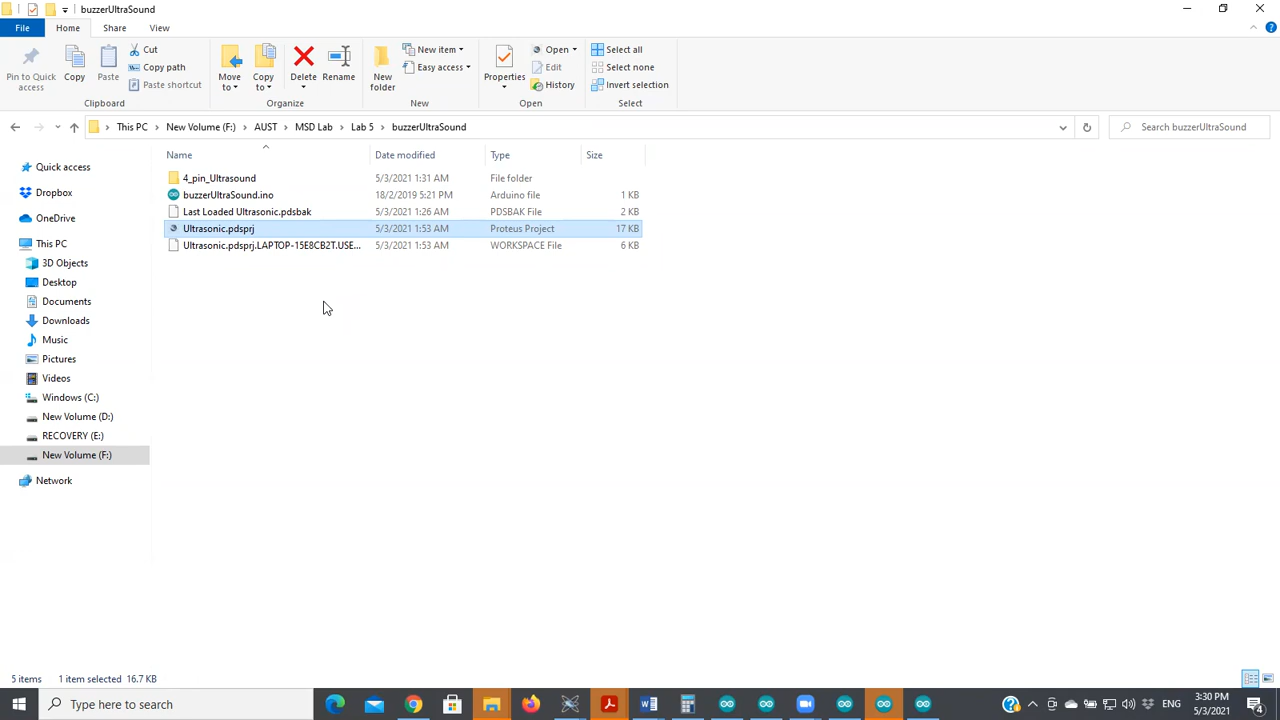 buzzerUltraSound
File Home Share View
Pin to Quick access
Copy
Paste
Cut
Copy path
Paste shortcut
Clipboard
Move to
Copy to
Delete
Rename
Organize
New folder
New item
Easy access
New
Properties
Open
Edit
History
Open
Select all
Select none
Invert selection
Select
This PC > New Volume (F:) > AUST > MSD Lab > Lab 5 > buzzerUltraSound
Search buzzerUltraSound
Name Date modified Type Size
4_pin_Ultrasound 5/3/2021 1:31 AM File folder
buzzerUltraSound.ino 18/2/2019 5:21 PM Arduino file 1 KB
Last Loaded Ultrasonic.pdsbak 5/3/2021 1:26 AM PDSBAK File 2 KB
Ultrasonic.pdsprj 5/3/2021 1:53 AM Proteus Project 17 KB
Ultrasonic.pdsprj.LAPTOP-15E8CB2T.USE... 5/3/2021 1:53 AM WORKSPACE File 6 KB
Quick access
Dropbox
OneDrive
This PC
3D Objects
Desktop
Documents
Downloads
Music
Pictures
Videos
Windows (C:)
New Volume (D:)
RECOVERY (E:)
New Volume (F:)
Network
5 items 1 item selected 16.7 KB
Type here to search
ENG
3:30 PM
5/3/2021
4